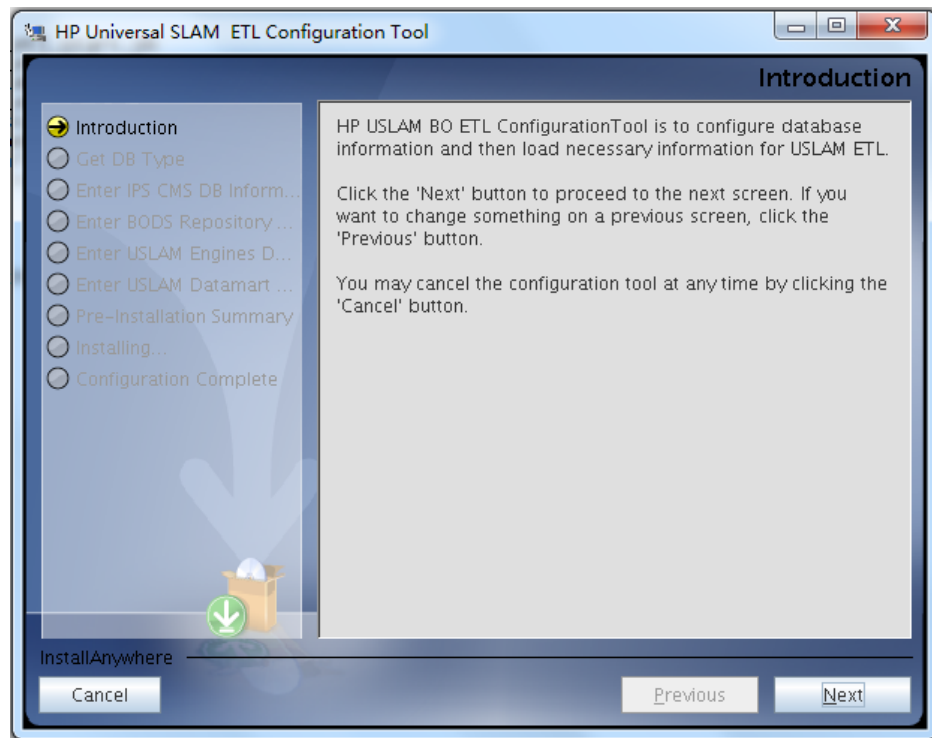 HP Universal SLAM  ETL Configuration Tool
Introduction
Introduction
Get DB Type
Enter IPS CMS DB Inform...
Enter BODS Repository ...
Enter USLAM Engines D...
Enter USLAM Datamart ...
Pre-Installation Summary
Installing...
Configuration Complete
HP USLAM BO ETL ConfigurationTool is to configure database
information and then load necessary information for USLAM ETL.
Click the 'Next' button to proceed to the next screen. If you
want to change something on a previous screen, click the
'Previous' button.
You may cancel the configuration tool at any time by clicking the
'Cancel' button.
InstallAnywhere
Cancel
Previous
Next